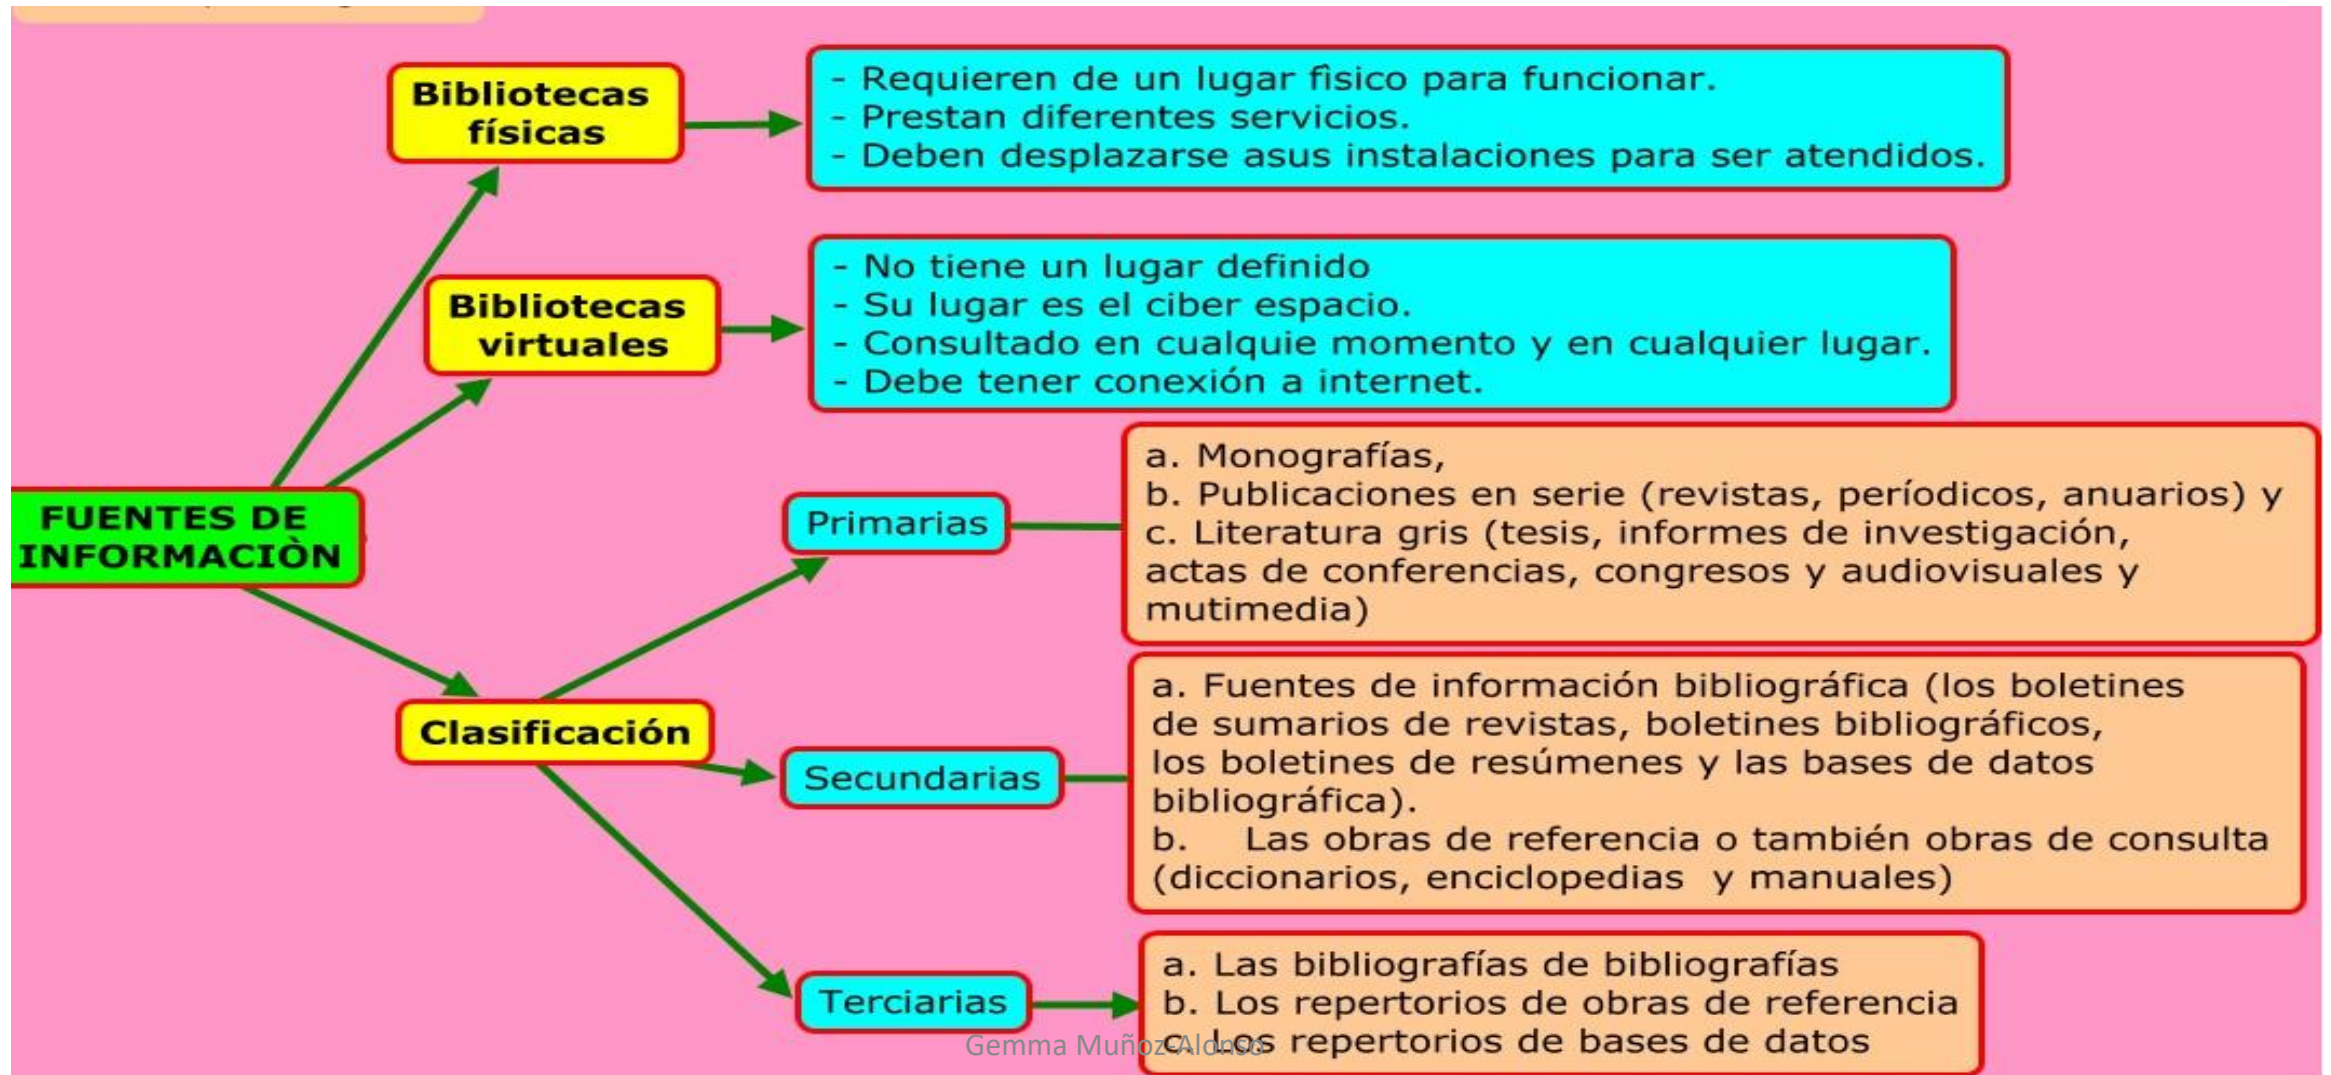 Bibliotecas
físicas
- Requieren de un lugar fìsico para funcionar.
- Prestan diferentes servicios.
- Deben desplazarse asus instalaciones para ser atendidos.
Bibliotecas
virtuales
- No tiene un lugar definido
- Su lugar es el ciber espacio.
- Consultado en cualquie momento y en cualquier lugar.
- Debe tener conexión a internet.
FUENTES DE
INFORMACIÒN
Clasificación
Primarias
a. Monografías,
b. Publicaciones en serie (revistas, períodicos, anuarios) y
c. Literatura gris (tesis, informes de investigación,
actas de conferencias, congresos y audiovisuales y
mutimedia)
Secundarias
a. Fuentes de información bibliográfica (los boletines
de sumarios de revistas, boletines bibliográficos,
los boletines de resúmenes y las bases de datos
bibliográfica).
b. Las obras de referencia o también obras de consulta
(diccionarios, enciclopedias y manuales)
Terciarias
a. Las bibliografías de bibliografías
b. Los repertorios de obras de referencia
c. Los repertorios de bases de datos
Gemma Muñoz-Alonso